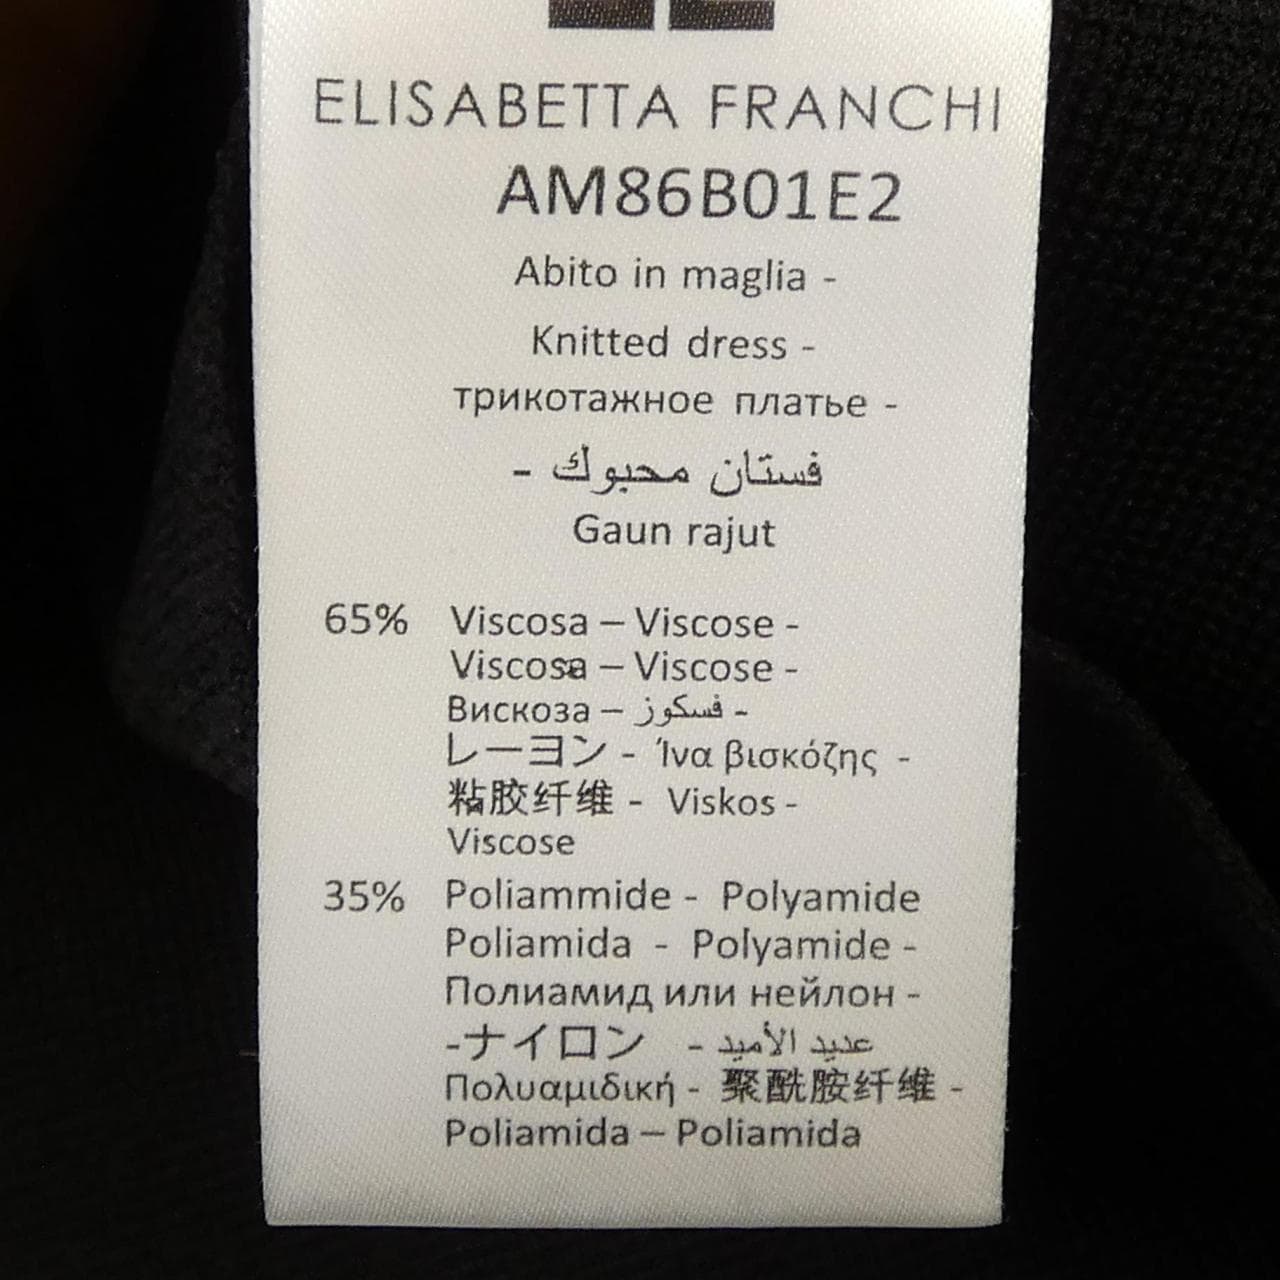 ELISABETTA FRANCHI
AM86B01E2
Abito in maglia -
Knitted dress -
трикотажное платье -
فستان محبوك -
Gaun rajut
65% Viscosa – Viscose -
Viscosa – Viscose -
Вискоза – فسكوز -
レーヨン - Ίνα βισκόζης -
粘胶纤维 - Viskos -
Viscose
35% Poliammide - Polyamide
Poliamida - Polyamide -
Полиамид или нейлон -
-ナイロン - عديد الأميد
Πολυαμιδική - 聚酰胺纤维 -
Poliamida – Poliamida